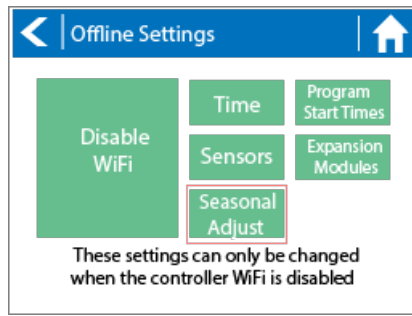 Offline Settings
Disable
WiFi
Time
Program
Start Times
Sensors
Expansion
Modules
Seasonal
Adjust
These settings can only be changed
when the controller WiFi is disabled